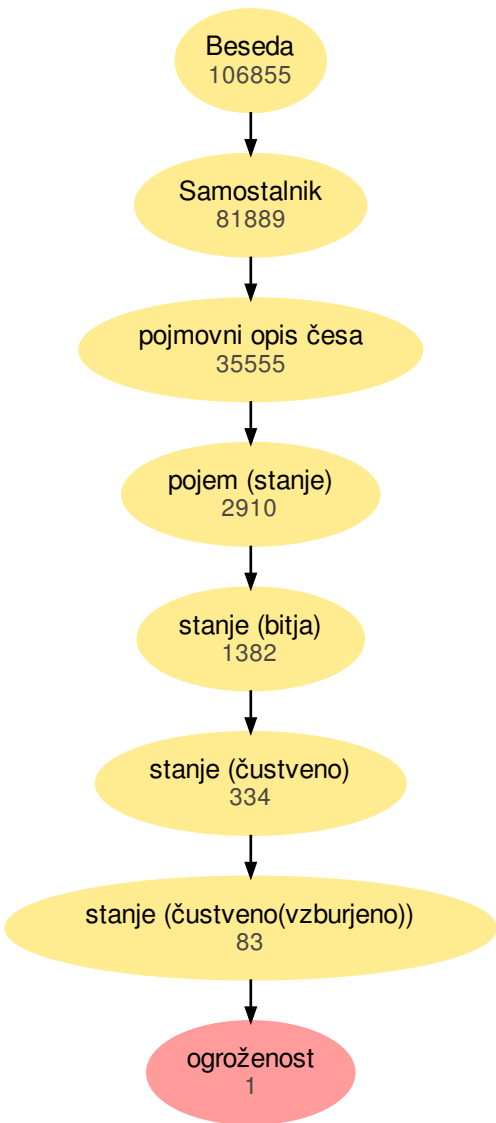 Beseda
106855
Samostalnik
81889
pojmovni opis česa
35555
pojem (stanje)
2910
stanje (bitja)
1382
stanje (čustveno)
334
stanje (čustveno(vzburjeno))
83
ogroženost
1